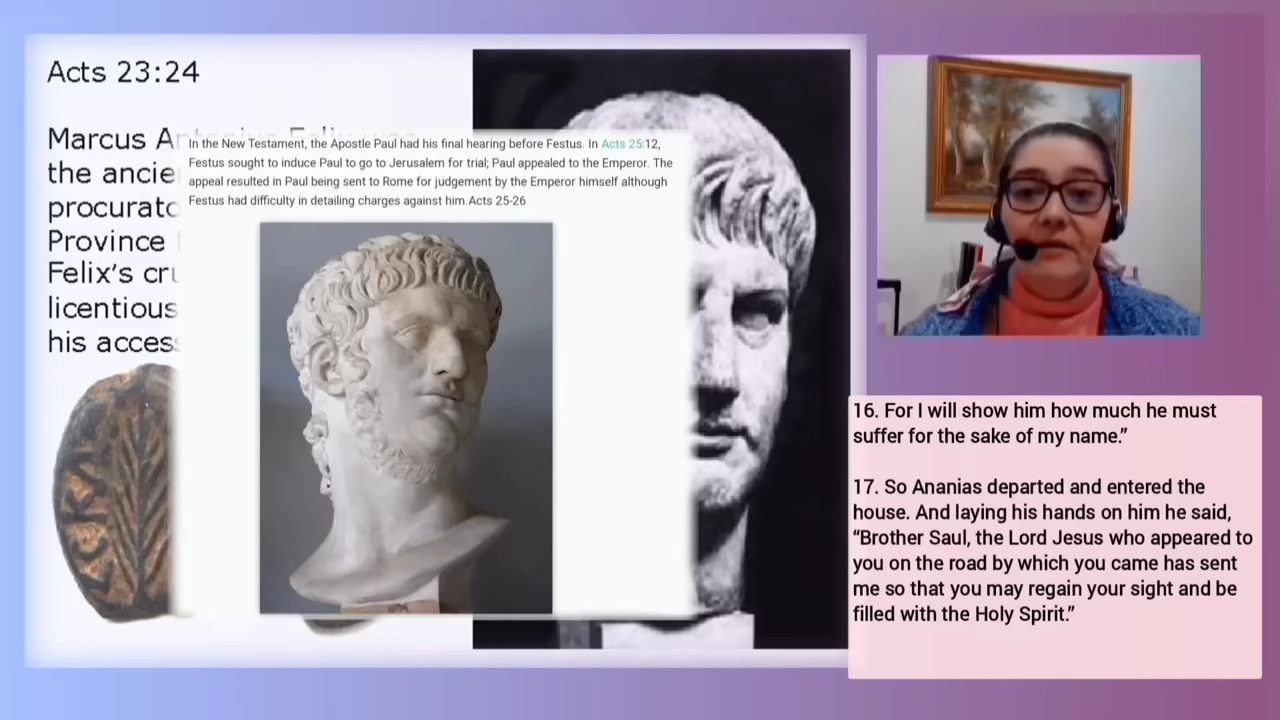 Acts 23:24
Marcus A
the ancie
procurato
Province
Felix's cru
licentious
his access
In the New Testament, the Apostle Paul had his final hearing before Festus. In Acts 25:12,
Festus sought to induce Paul to go to Jerusalem for trial; Paul appealed to the Emperor. The
appeal resulted in Paul being sent to Rome for judgement by the Emperor himself although
Festus had difficulty in detailing charges against him.Acts 25-26
16. For I will show him how much he must
suffer for the sake of my name.”
17. So Ananias departed and entered the
house. And laying his hands on him he said,
“Brother Saul, the Lord Jesus who appeared to
you on the road by which you came has sent
me so that you may regain your sight and be
filled with the Holy Spirit.”